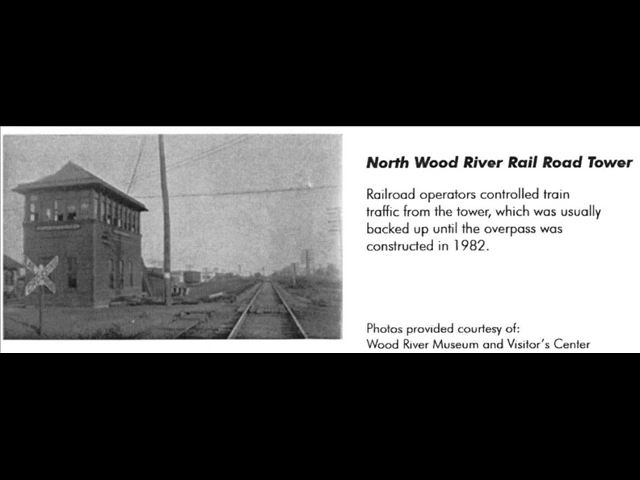 North Wood River Rail Road Tower
Railroad operators controlled train
traffic from the tower, which was usually
backed up until the overpass was
constructed in 1982.
Photos provided courtesy of:
Wood River Museum and Visitor's Center